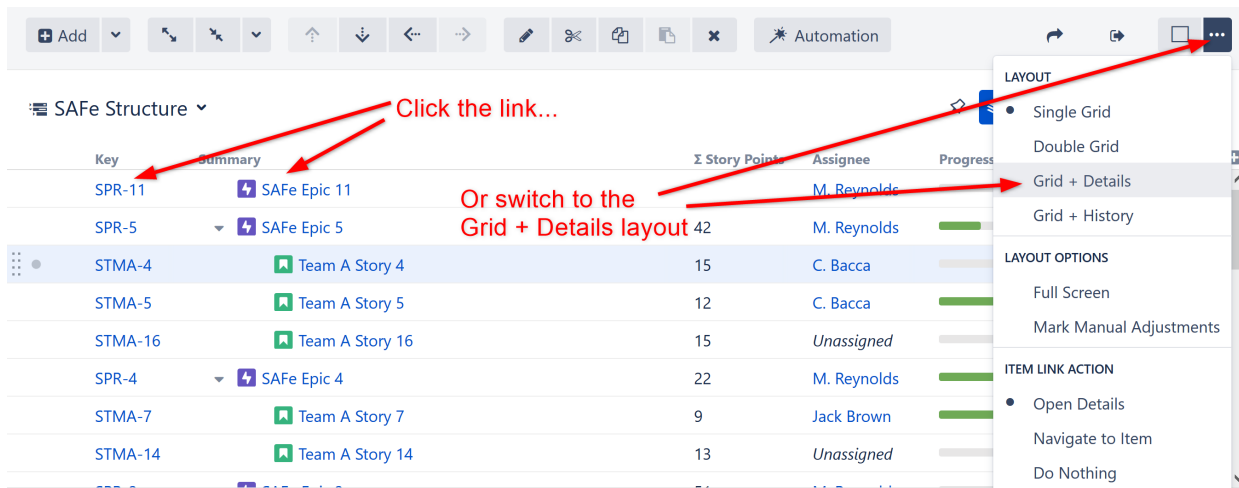 Add
Automation
SAFe Structure
Click the link...
Key Summary Σ Story Points Assignee Progress
SPR-11 SAFe Epic 11 M. Reynolds
Or switch to the
Grid + Details layout
SPR-5 SAFe Epic 5 42 M. Reynolds
STMA-4 Team A Story 4 15 C. Bacca
STMA-5 Team A Story 5 12 C. Bacca
STMA-16 Team A Story 16 15 Unassigned
SPR-4 SAFe Epic 4 22 M. Reynolds
STMA-7 Team A Story 7 9 Jack Brown
STMA-14 Team A Story 14 13 Unassigned
LAYOUT
Single Grid
Double Grid
Grid + Details
Grid + History
LAYOUT OPTIONS
Full Screen
Mark Manual Adjustments
ITEM LINK ACTION
Open Details
Navigate to Item
Do Nothing